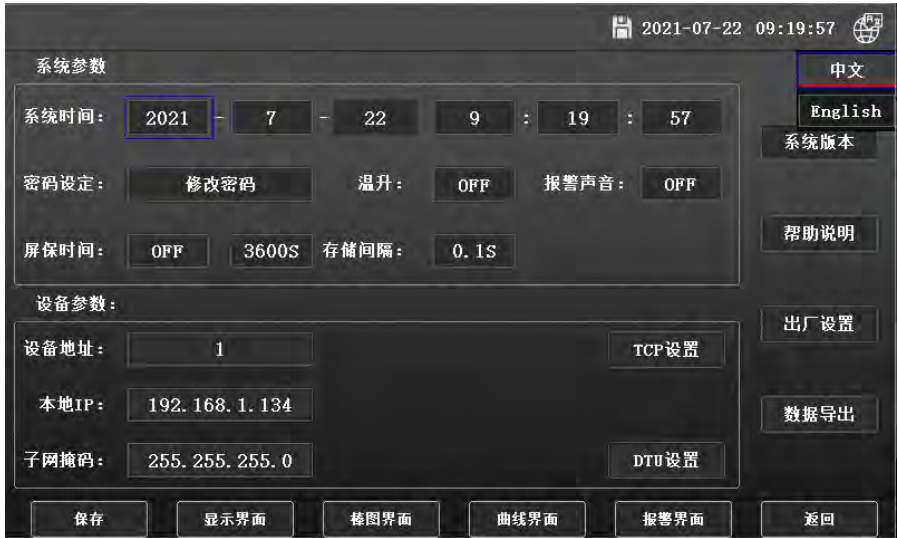 2021-07-22 09:19:57
中文
English
系统参数
系统时间: 2021 - 7 - 22 9 : 19 : 57
系统版本
密码设定: 修改密码 温升: OFF 报警声音: OFF
帮助说明
屏保时间: OFF 3600S 存储间隔: 0.1S
设备参数:
出厂设置
设备地址: 1 TCP设置
本地IP: 192.168.1.134
数据导出
子网掩码: 255.255.255.0 DTU设置
保存 显示界面 棒图界面 曲线界面 报警界面 返回